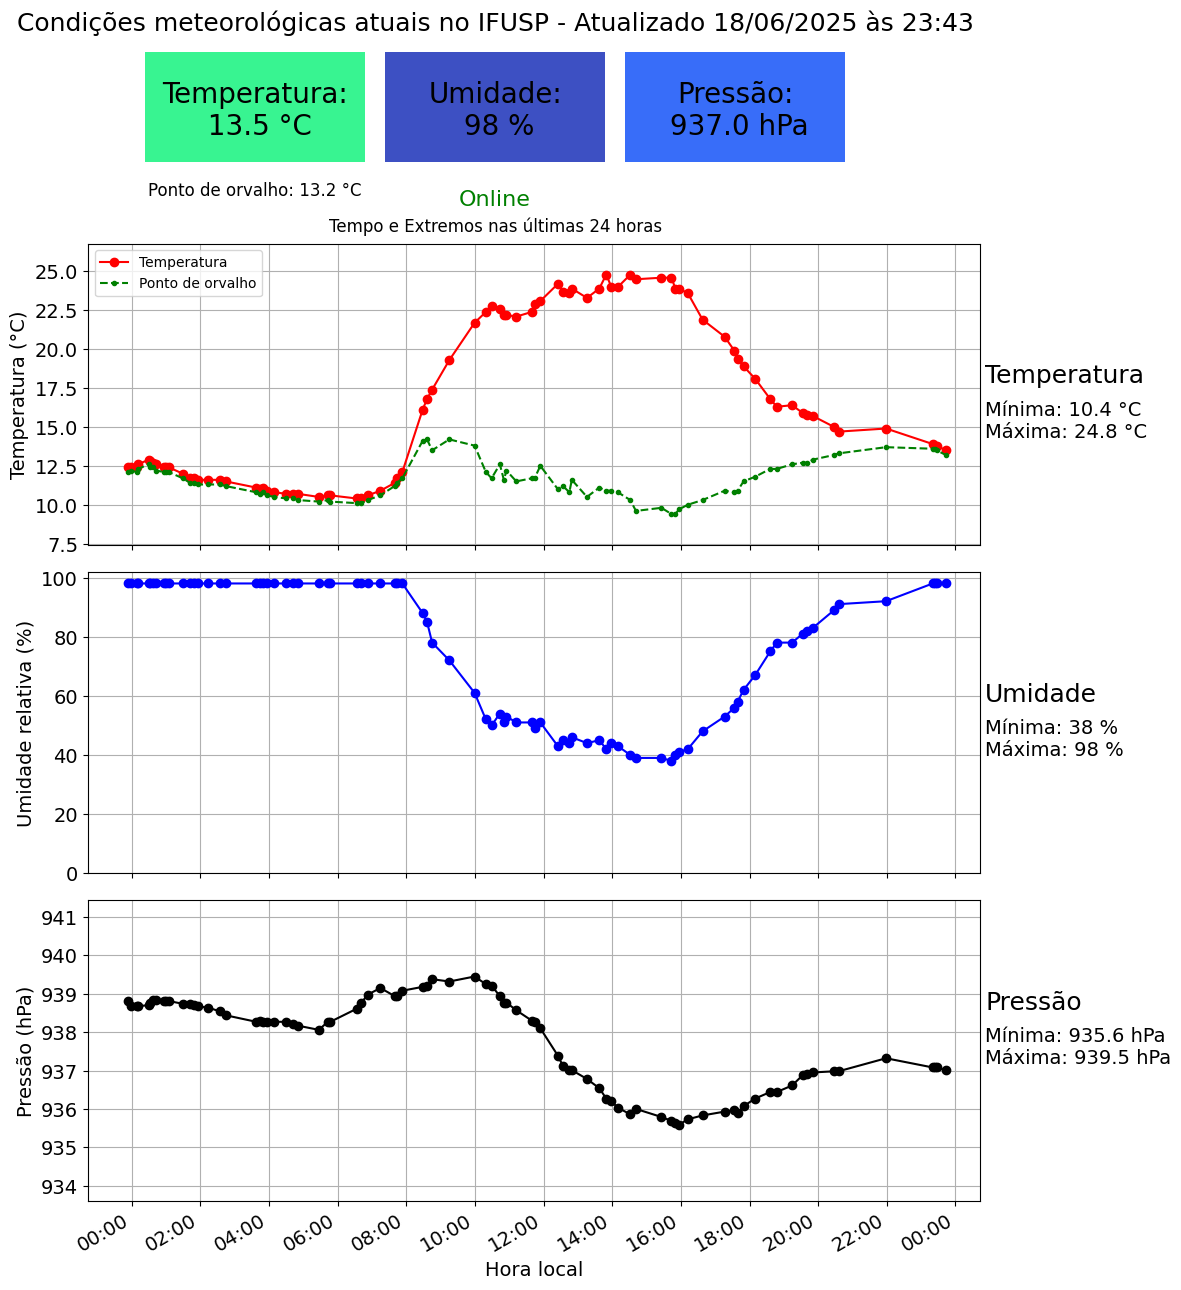 Condições meteorológicas atuais no IFUSP - Atualizado 18/06/2025 às 23:43
Temperatura:
13.5 °C
Umidade:
98 %
Pressão:
937.0 hPa
Ponto de orvalho: 13.2 °C
Online
Tempo e Extremos nas últimas 24 horas
Temperatura (°C)
25.0
22.5
20.0
17.5
15.0
12.5
10.0
7.5
Temperatura
Ponto de orvalho
Temperatura
Mínima: 10.4 °C
Máxima: 24.8 °C
Umidade relativa (%)
100
80
60
40
20
0
Umidade
Mínima: 38 %
Máxima: 98 %
Pressão (hPa)
941
940
939
938
937
936
935
934
Pressão
Mínima: 935.6 hPa
Máxima: 939.5 hPa
00:00 02:00 04:00 06:00 08:00 10:00 12:00 14:00 16:00 18:00 20:00 22:00 00:00
Hora local